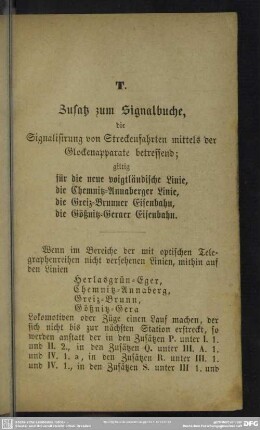 T.
Zusatz zum Signalbuche,
die
Signalisirung von Streckenfahrten mittels der
Glockenapparate betreffend;
giltig
für die neue voigtländische Linie,
die Chemnitz-Annaberger Linie,
die Greiz-Brunner Eisenbahn,
die Gößnitz-Geraer Eisenbahn.
Wenn im Bereiche der mit optischen Tele-
graphenreihen nicht versehenen Linien, mithin auf
den Linien
Herlasgrün-Eger,
Chemnitz-Annaberg,
Greiz-Brunn,
Gößnitz-Gera
Lokomotiven oder Züge einen Lauf machen, der
sich nicht bis zur nächsten Station erstreckt, so
werden anstatt der in den Zusätzen P. unter I. 1.
und II. 2., in den Zusätzen Q. unter III. A. 1.
und IV. 1. a, in den Zusätzen R. unter III. 1.
und IV. 1., in den Zusätzen S. unter III. 1. und